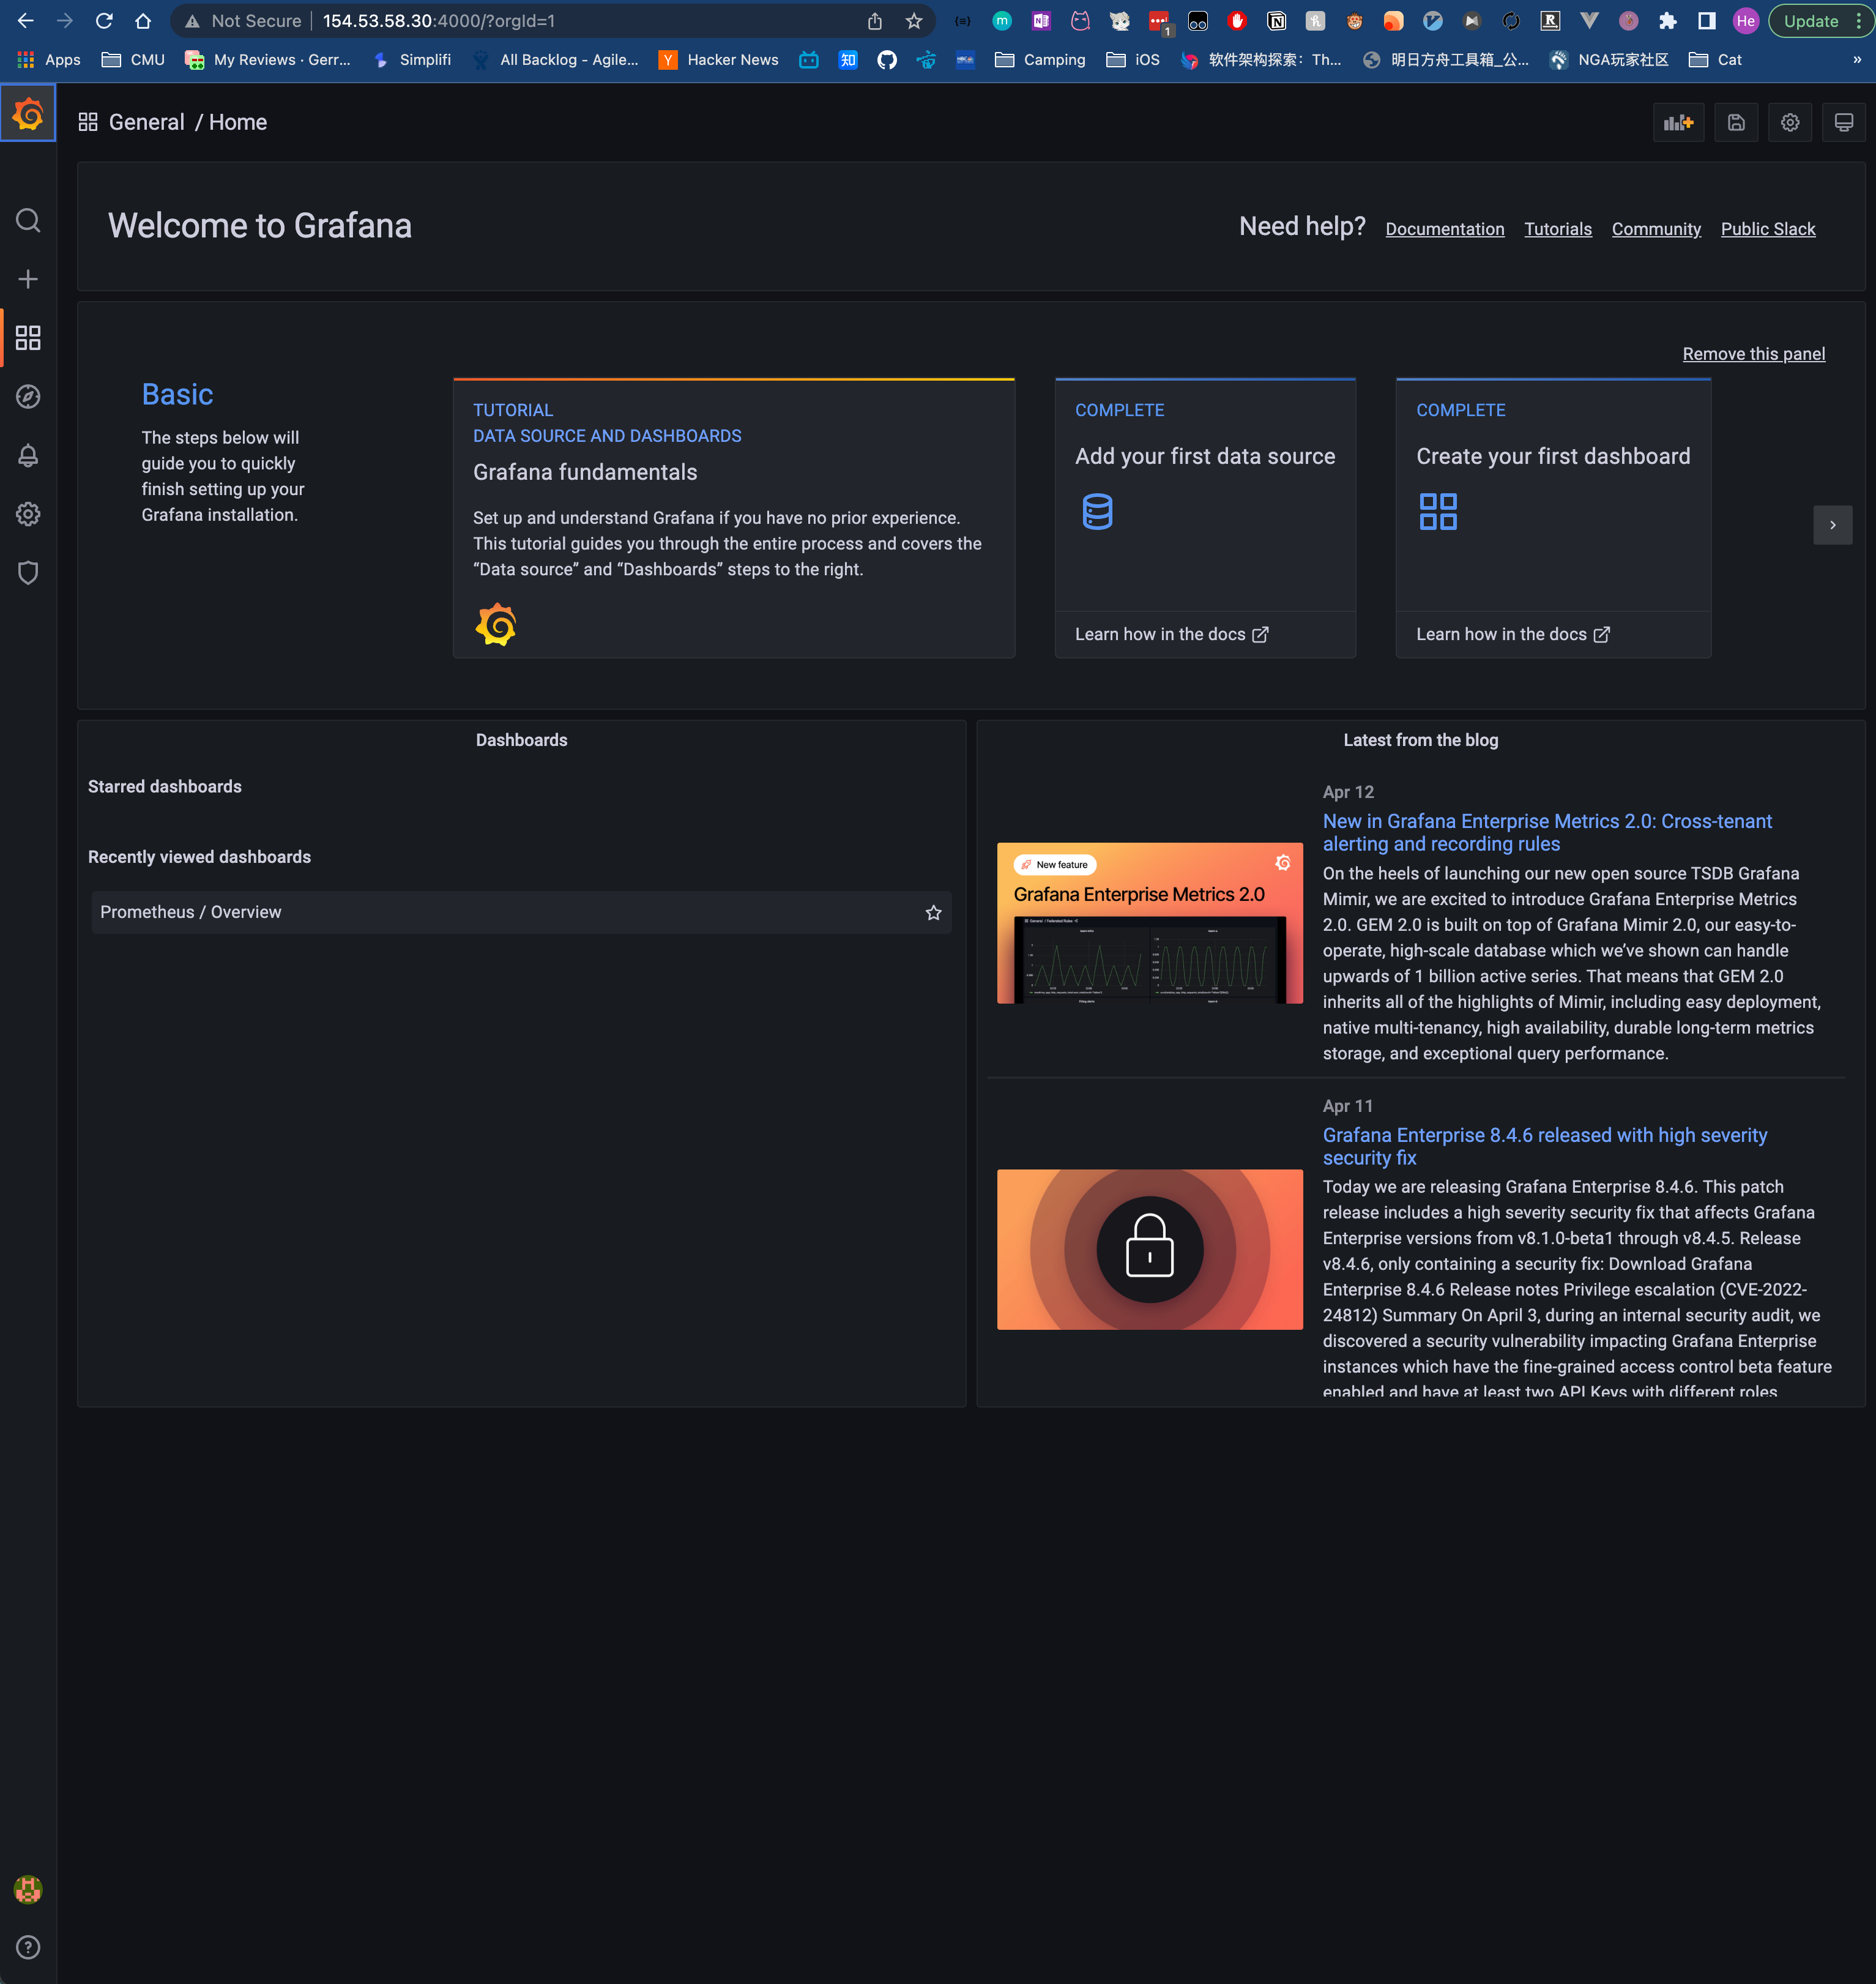 Not Secure 154.53.58.30:4000/?orgId=1
1
He
Update
Apps CMU My Reviews · Gerr... Simplifi All Backlog - Agile... Hacker News 知 Camping iOS 软件架构探索：Th... 明日方舟工具箱_公... NGA玩家社区 Cat »
General / Home
Welcome to Grafana
Need help? Documentation Tutorials Community Public Slack
Remove this panel
Basic
The steps below will
guide you to quickly
finish setting up your
Grafana installation.
TUTORIAL
DATA SOURCE AND DASHBOARDS
Grafana fundamentals
Set up and understand Grafana if you have no prior experience.
This tutorial guides you through the entire process and covers the
“Data source” and “Dashboards” steps to the right.
COMPLETE
Add your first data source
Learn how in the docs
COMPLETE
Create your first dashboard
Learn how in the docs
Dashboards
Starred dashboards
Recently viewed dashboards
Prometheus / Overview
Latest from the blog
New feature
Grafana Enterprise Metrics 2.0
Apr 12
New in Grafana Enterprise Metrics 2.0: Cross-tenant
alerting and recording rules
On the heels of launching our new open source TSDB Grafana
Mimir, we are excited to introduce Grafana Enterprise Metrics
2.0. GEM 2.0 is built on top of Grafana Mimir 2.0, our easy-to-
operate, high-scale database which we’ve shown can handle
upwards of 1 billion active series. That means that GEM 2.0
inherits all of the highlights of Mimir, including easy deployment,
native multi-tenancy, high availability, durable long-term metrics
storage, and exceptional query performance.
Apr 11
Grafana Enterprise 8.4.6 released with high severity
security fix
Today we are releasing Grafana Enterprise 8.4.6. This patch
release includes a high severity security fix that affects Grafana
Enterprise versions from v8.1.0-beta1 through v8.4.5. Release
v8.4.6, only containing a security fix: Download Grafana
Enterprise 8.4.6 Release notes Privilege escalation (CVE-2022-
24812) Summary On April 3, during an internal security audit, we
discovered a security vulnerability impacting Grafana Enterprise
instances which have the fine-grained access control beta feature
enabled and have at least two API Keys with different roles